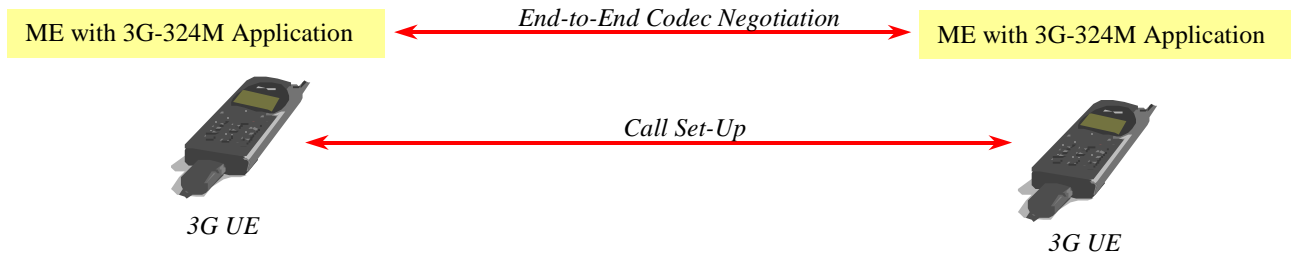 End-to-End Codec Negotiation
ME with 3G-324M Application
ME with 3G-324M Application
Call Set-Up
3G UE
3G UE